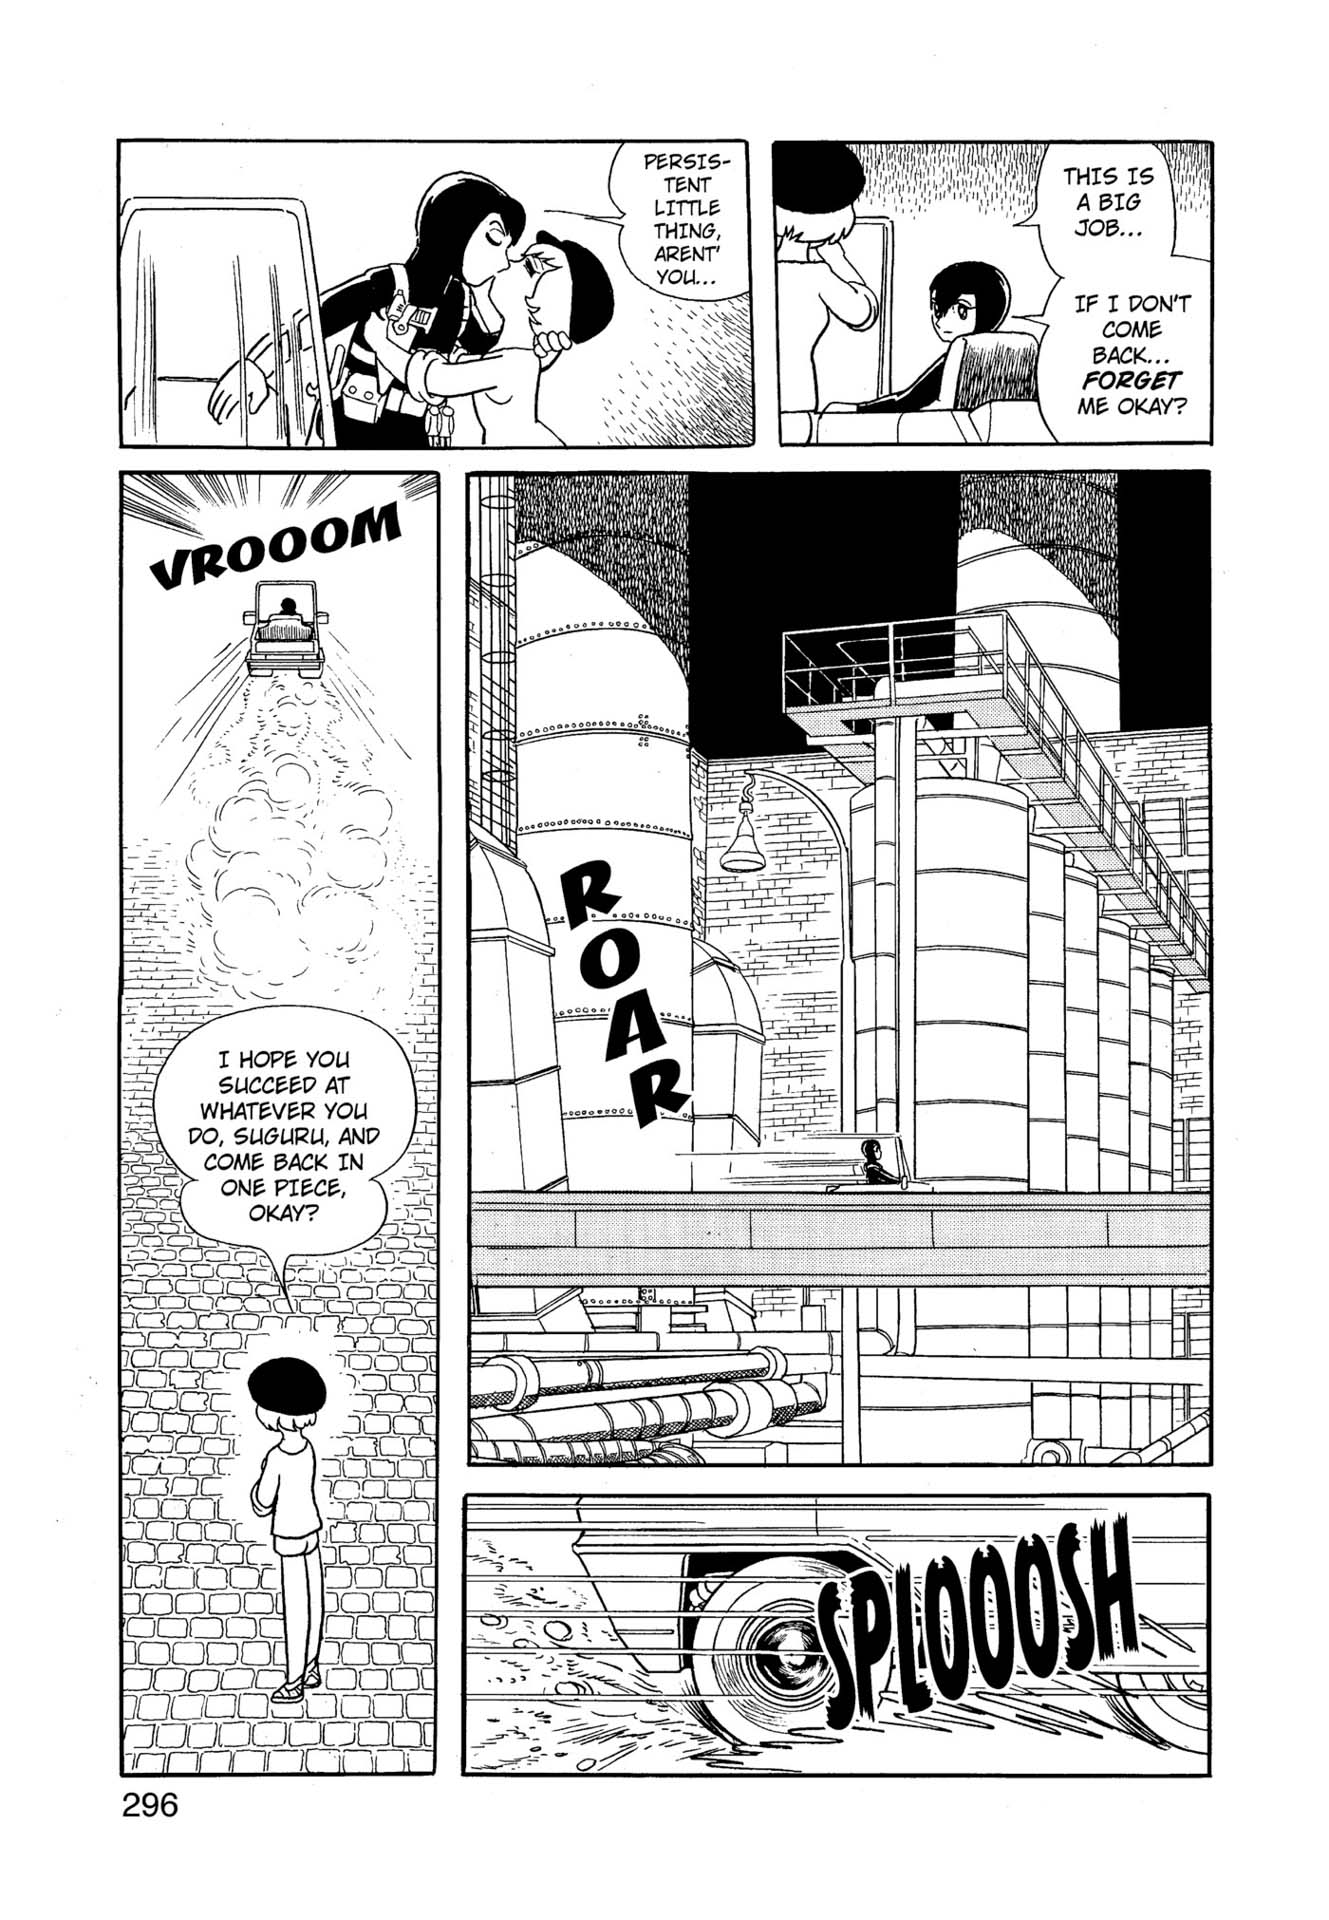 PERSIS-
TENT
LITTLE
THING,
ARENT'
YOU...
THIS IS
A BIG
JOB...
IF I DON'T
COME
BACK...
FORGET
ME OKAY?
VROOOM
I HOPE YOU
SUCCEED AT
WHATEVER YOU
DO, SUGURU, AND
COME BACK IN
ONE PIECE,
OKAY?
ROAR
SPLOOOSH
296